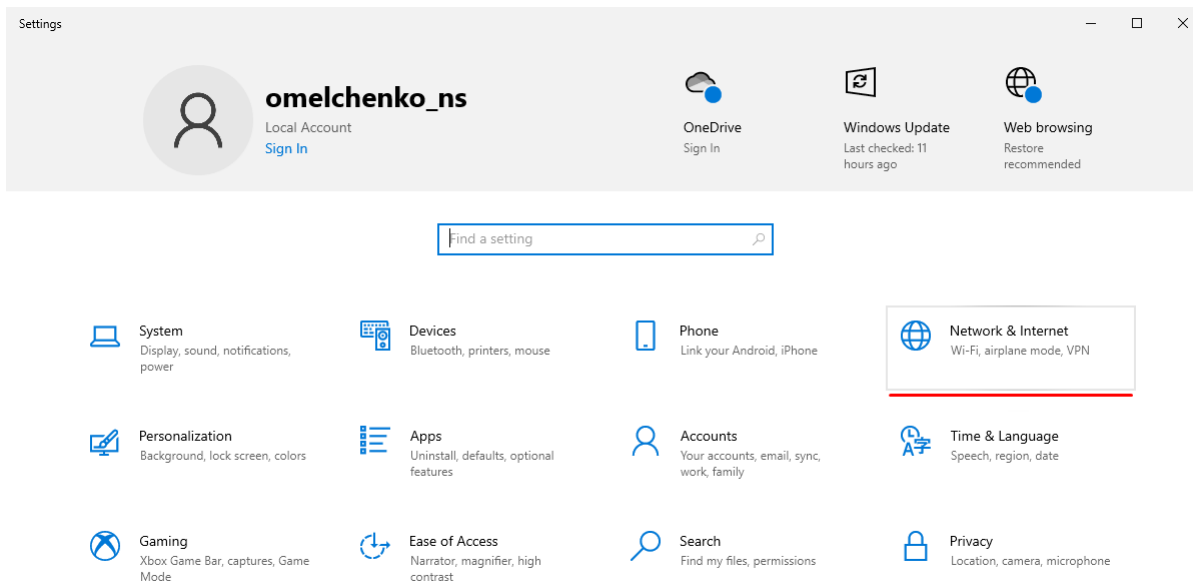 Settings
omelchenko_ns
Local Account
Sign In
OneDrive
Sign In
Windows Update
Last checked: 11
hours ago
Web browsing
Restore
recommended
Find a setting
System
Display, sound, notifications,
power
Devices
Bluetooth, printers, mouse
Phone
Link your Android, iPhone
Network & Internet
Wi-Fi, airplane mode, VPN
Personalization
Background, lock screen, colors
Apps
Uninstall, defaults, optional
features
Accounts
Your accounts, email, sync,
work, family
Time & Language
Speech, region, date
Gaming
Xbox Game Bar, captures, Game
Mode
Ease of Access
Narrator, magnifier, high
contrast
Search
Find my files, permissions
Privacy
Location, camera, microphone